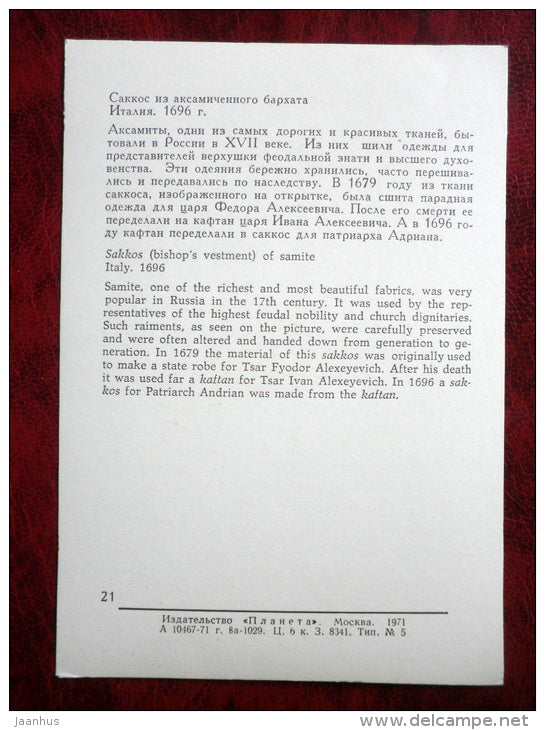 Саккос из аксамиченного бархата
Италия. 1696 г.
Аксамиты, одни из самых дорогих и красивых тканей, бы-
товали в России в XVII веке. Из них шили одежды для
представителей верхушки феодальной знати и высшего духо-
венства. Эти одеяния бережно хранились, часто перешива-
лись и передавались по наследству. В 1679 году из ткани
саккоса, изображенного на открытке, была сшита парадная
одежда для царя Федора Алексеевича. После его смерти ее
переделали на кафтан царя Ивана Алексеевича. А в 1696 го-
ду кафтан переделали в саккос для патриарха Адриана.
Sakkos (bishop's vestment) of samite
Italy. 1696
Samite, one of the richest and most beautiful fabrics, was very
popular in Russia in the 17th century. It was used by the rep-
resentatives of the highest feudal nobility and church dignitaries.
Such raiments, as seen on the picture, were carefully preserved
and were often altered and handed down from generation to ge-
neration. In 1679 the material of this sakkos was originally used
to make a state robe for Tsar Fyodor Alexeyevich. After his death
it was used far a kaftan for Tsar Ivan Alexeyevich. In 1696 a sak-
kos for Patriarch Andrian was made from the kaftan.
21
Издательство «Планета». Москва. 1971
А 10467-71 г. 8а-1029. Ц. 6 к. З. 8341. Тип. № 5
jaanhus
www.delcampe.net